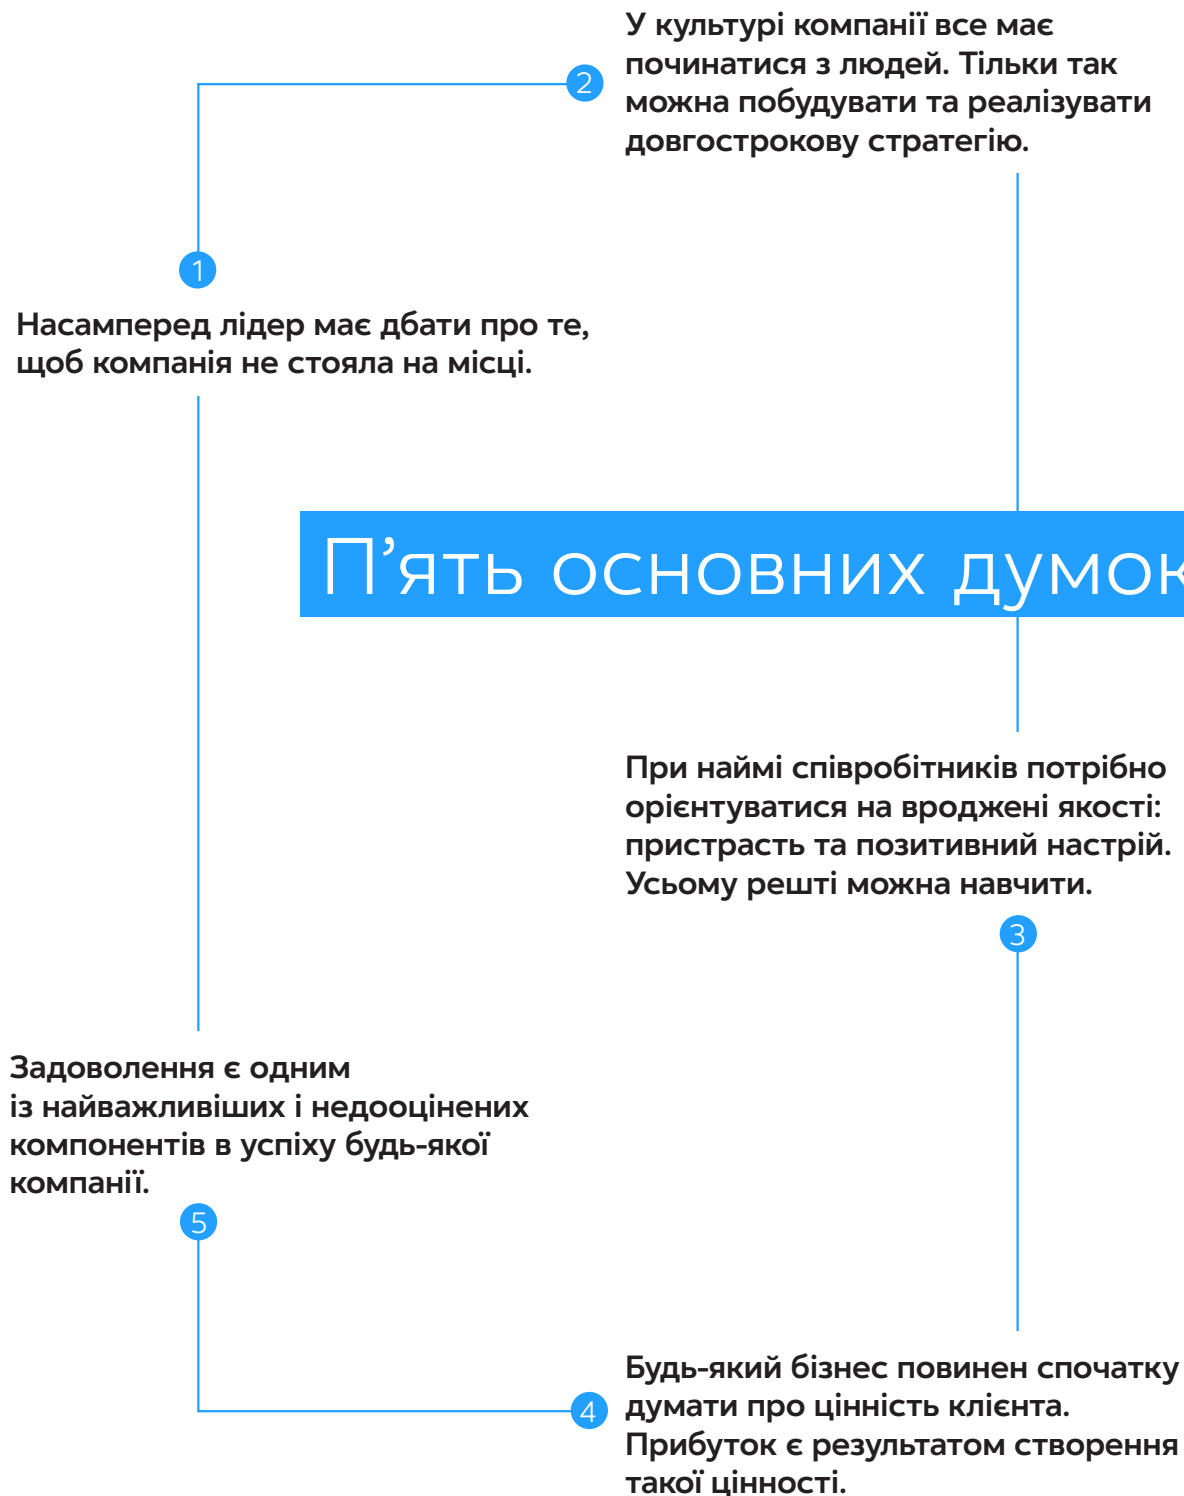 У культурі компанії все має
починатися з людей. Тільки так
можна побудувати та реалізувати
довгострокову стратегію.
2
1
Насамперед лідер має дбати про те,
щоб компанія не стояла на місці.
П’ять основних думок
При наймі співробітників потрібно
орієнтуватися на вроджені якості:
пристрасть та позитивний настрій.
Усьому решті можна навчити.
3
Задоволення є одним
із найважливіших і недооцінених
компонентів в успіху будь-якої
компанії.
5
4
Будь-який бізнес повинен спочатку
думати про цінність клієнта.
Прибуток є результатом створення
такої цінності.